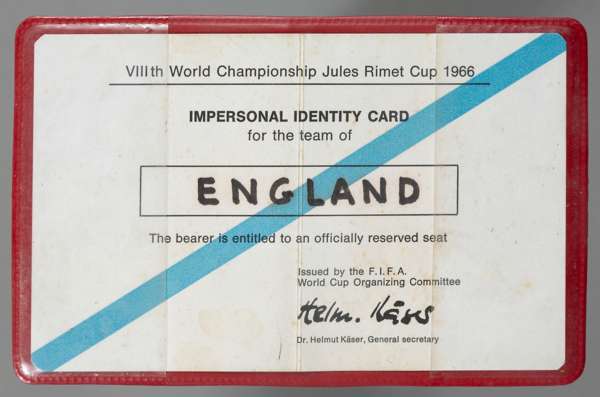 VIIIth World Championship Jules Rimet Cup 1966
IMPERSONAL IDENTITY CARD
for the team of
ENGLAND
The bearer is entitled to an officially reserved seat
Issued by the F.I.F.A.
World Cup Organizing Committee
Helm. Käser
Dr. Helmut Käser, General secretary